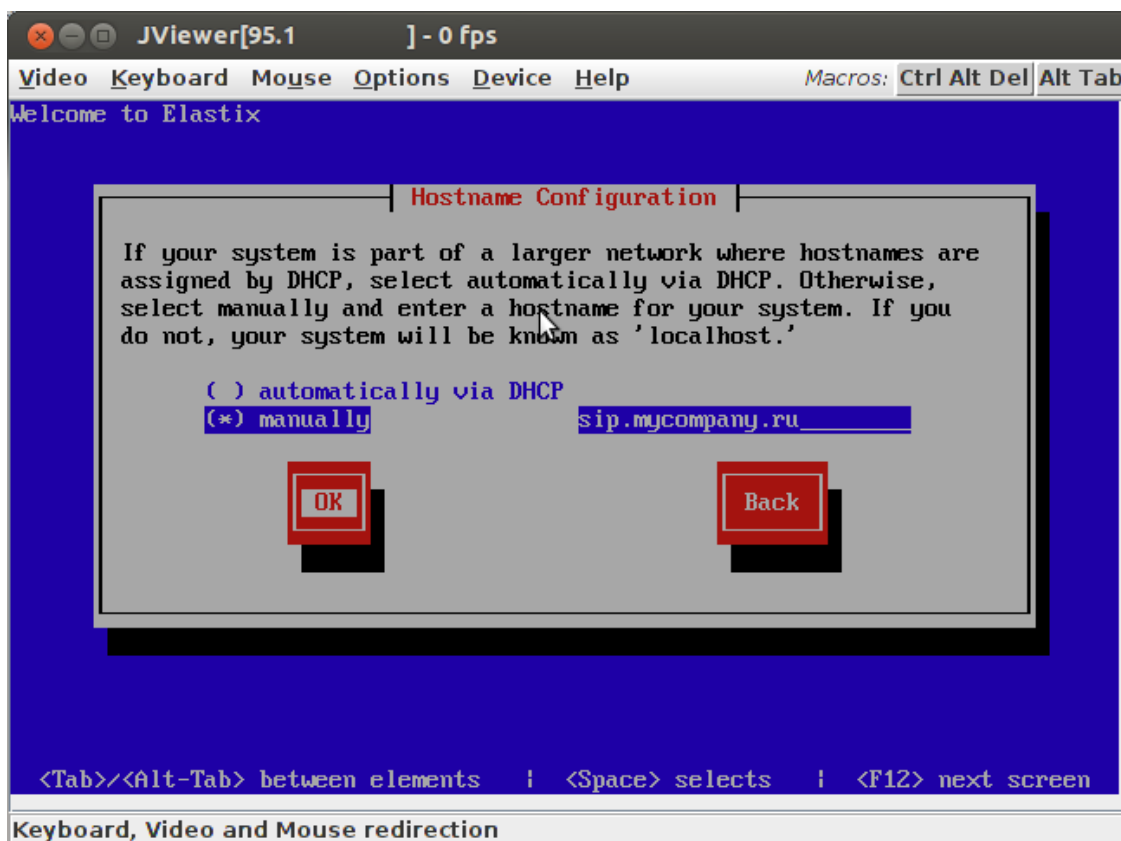 JViewer[95.1 ] - 0 fps
Video Keyboard Mouse Options Device Help Macros: Ctrl Alt Del Alt Tab
Welcome to Elastix
Hostname Configuration
If your system is part of a larger network where hostnames are
assigned by DHCP, select automatically via DHCP. Otherwise,
select manually and enter a hostname for your system. If you
do not, your system will be known as 'localhost.'
( ) automatically via DHCP
(*) manually sip.mycompany.ru________
OK Back
<Tab>/<Alt-Tab> between elements | <Space> selects | <F12> next screen
Keyboard, Video and Mouse redirection